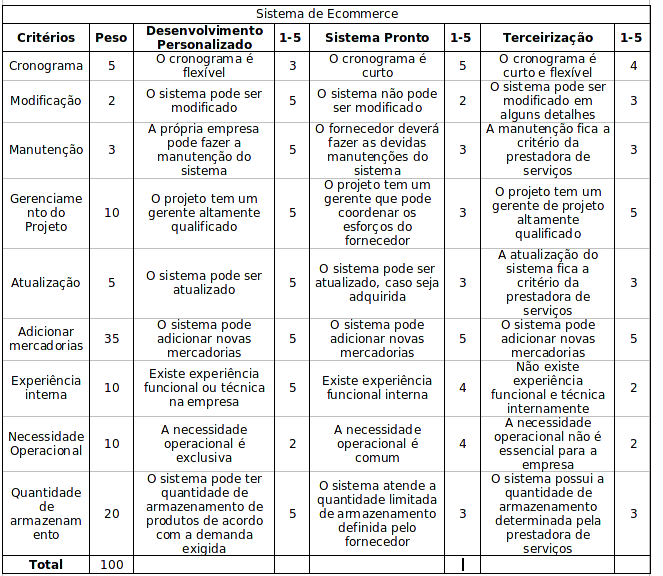 Sistema de Ecommerce
Critérios Peso Desenvolvimento Personalizado 1-5 Sistema Pronto 1-5 Terceirização 1-5
Cronograma 5 O cronograma é flexível 3 O cronograma é curto 5 O cronograma é curto e flexível 4
Modificação 2 O sistema pode ser modificado 5 O sistema não pode ser modificado 2 O sistema pode ser modificado em alguns detalhes 3
Manutenção 3 A própria empresa pode fazer a manutenção do sistema 5 O fornecedor deverá fazer as devidas manutenções do sistema 3 A manutenção fica a critério da prestadora de serviços 3
Gerenciame nto do Projeto 10 O projeto tem um gerente altamente qualificado 5 O projeto tem um gerente que pode coordenar os esforços do fornecedor 3 O projeto tem um gerente de projeto altamente qualificado 5
Atualização 5 O sistema pode ser atualizado 5 O sistema pode ser atualizado, caso seja adquirida 3 A atualização do sistema fica a critério da prestadora de serviços 3
Adicionar mercadorias 35 O sistema pode adicionar novas mercadorias 5 O sistema pode adicionar novas mercadorias 5 O sistema pode adicionar novas mercadorias 5
Experiência interna 10 Existe experiência funcional ou técnica na empresa 5 Existe experiência funcional interna 4 Não existe experiência funcional e técnica internamente 2
Necessidade Operacional 10 A necessidade operacional é exclusiva 2 A necessidade operacional é comum 4 A necessidade operacional não é essencial para a empresa 2
Quantidade de armazenam ento 20 O sistema pode ter quantidade de armazenamento de produtos de acordo com a demanda exigida 5 O sistema atende a quantidade limitada de armazenamento definida pelo fornecedor 3 O sistema possui a quantidade de armazenamento determinada pela prestadora de serviços 3
Total 100